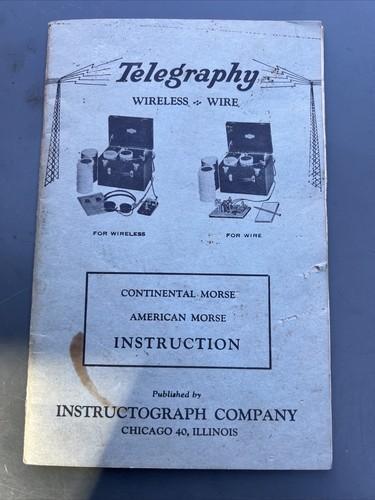 Telegraphy
WIRELESS ⁘ WIRE
FOR WIRELESS
FOR WIRE
CONTINENTAL MORSE
AMERICAN MORSE
INSTRUCTION
Published by
INSTRUCTOGRAPH COMPANY
CHICAGO 40, ILLINOIS